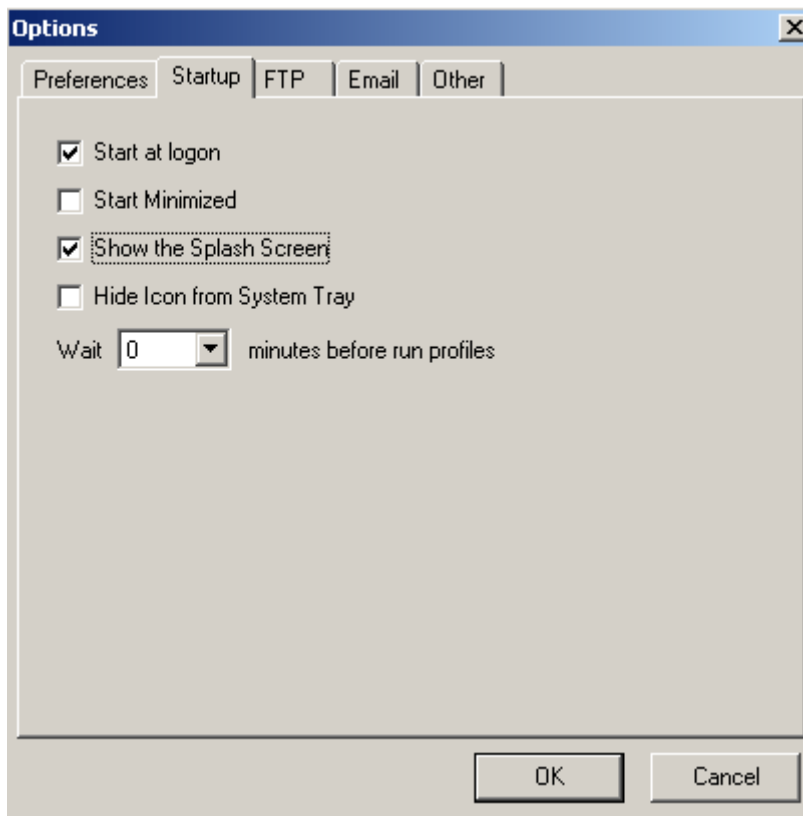 Options
Preferences Startup FTP Email Other
Start at logon
Start Minimized
Show the Splash Screen
Hide Icon from System Tray
Wait 0 minutes before run profiles
OK Cancel